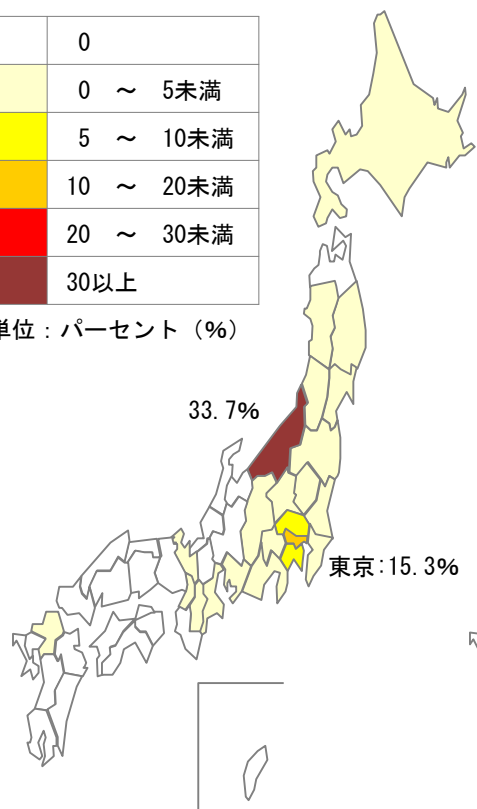 0
0 ～ 5未満
5 ～ 10未満
10 ～ 20未満
20 ～ 30未満
30以上
単位：パーセント（%）
33.7%
東京:15.3%